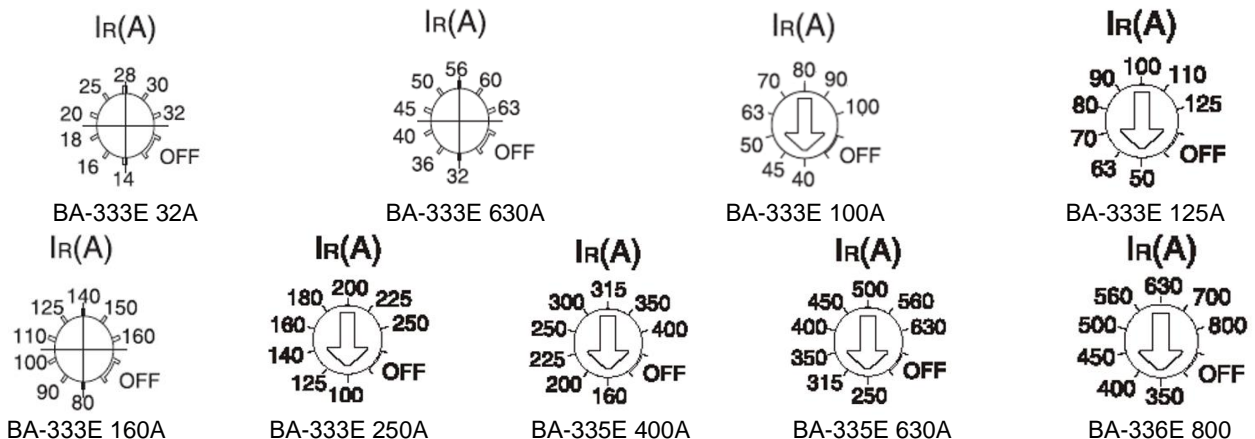 IR(A)
28
25 30
20 32
18
16 OFF
14
BA-333E 32A
IR(A)
56
50 60
45 63
40
36 OFF
32
BA-333E 630A
IR(A)
80
70 90
63 100
50
45 OFF
40
BA-333E 100A
IR(A)
100
90 110
80 125
70
63 OFF
50
BA-333E 125A
IR(A)
140
125 150
110 160
100
90 OFF
80
BA-333E 160A
IR(A)
200
180 225
160 250
140
125 OFF
100
BA-333E 250A
IR(A)
315
300 350
250 400
225
200 OFF
160
BA-335E 400A
IR(A)
500
450 560
400 630
350
315 OFF
250
BA-335E 630A
IR(A)
630
560 700
500 800
450
400 OFF
350
BA-336E 800